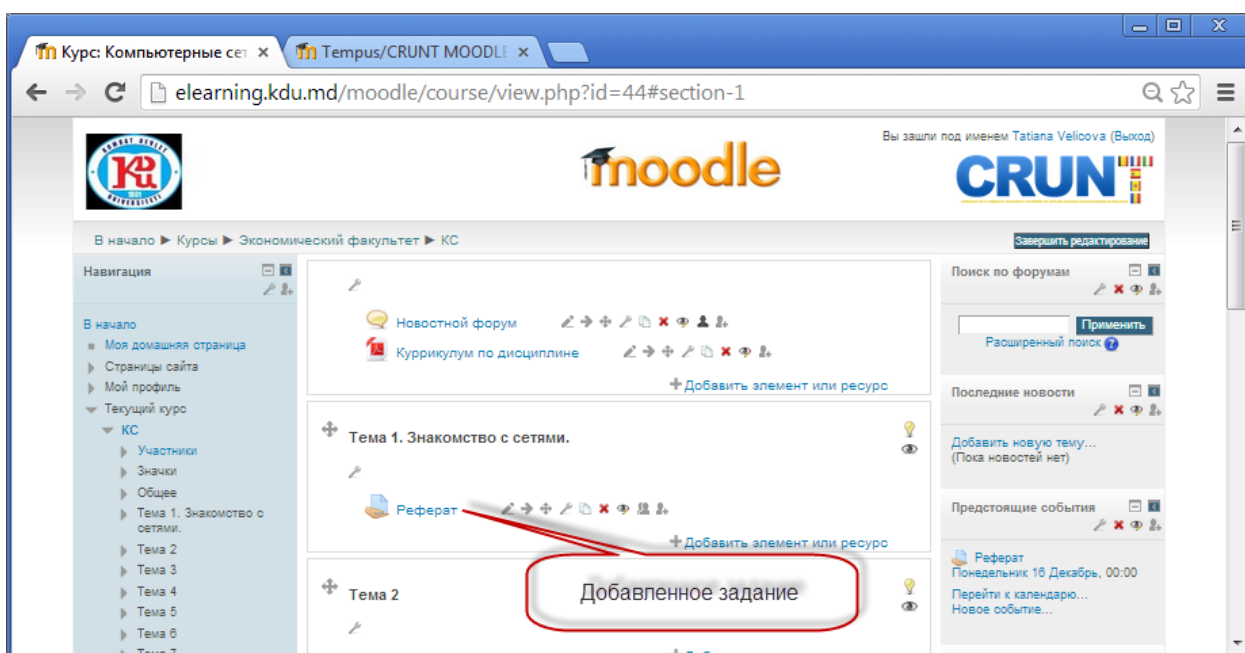 Курс: Компьютерные сет
Tempus/CRUNT MOODLE
elearning.kdu.md/moodle/course/view.php?id=44#section-1
Вы зашли под именем Tatiana Velicova (Выход)
moodle
CRUNT
В начало ► Курсы ► Экономический факультет ► КС
Завершить редактирование
Навигация
В начало
Моя домашняя страница
Страницы сайта
Мой профиль
Текущий курс
КС
Участники
Значки
Общее
Тема 1. Знакомство с
сетями.
Тема 2
Тема 3
Тема 4
Тема 5
Тема 6
Тема 7
Новостной форум
Куррикулум по дисциплине
Добавить элемент или ресурс
Тема 1. Знакомство с сетями.
Реферат
Добавить элемент или ресурс
Добавленное задание
Тема 2
Поиск по форумам
Применить
Расширенный поиск
Последние новости
Добавить новую тему...
(Пока новостей нет)
Предстоящие события
Реферат
Понедельник 16 Декабрь, 00:00
Перейти к календарю...
Новое событие...